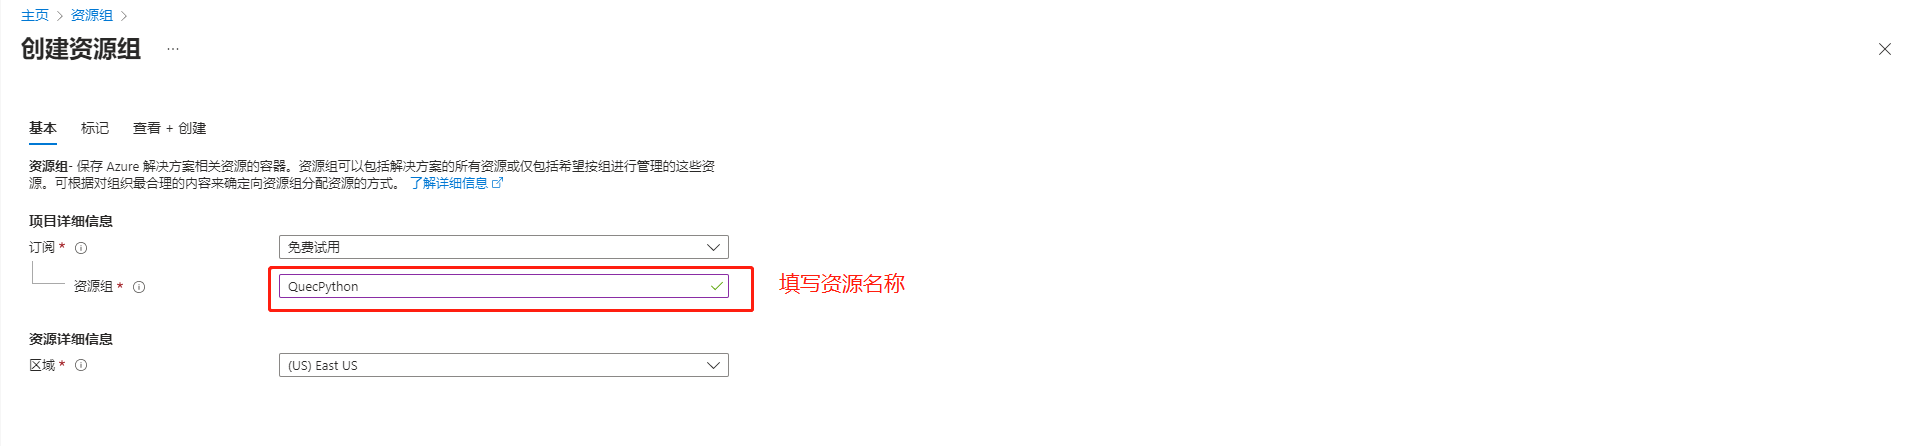 主页 > 资源组 >
创建资源组 ...
基本 标记 查看 + 创建
资源组- 保存 Azure 解决方案相关资源的容器。资源组可以包括解决方案的所有资源或仅包括希望按组进行管理的这些资
源。可根据对组织最合理的内容来确定向资源组分配资源的方式。 了解详细信息
项目详细信息
订阅 * 免费试用
资源组 * QuecPython 填写资源名称
资源详细信息
区域 * (US) East US